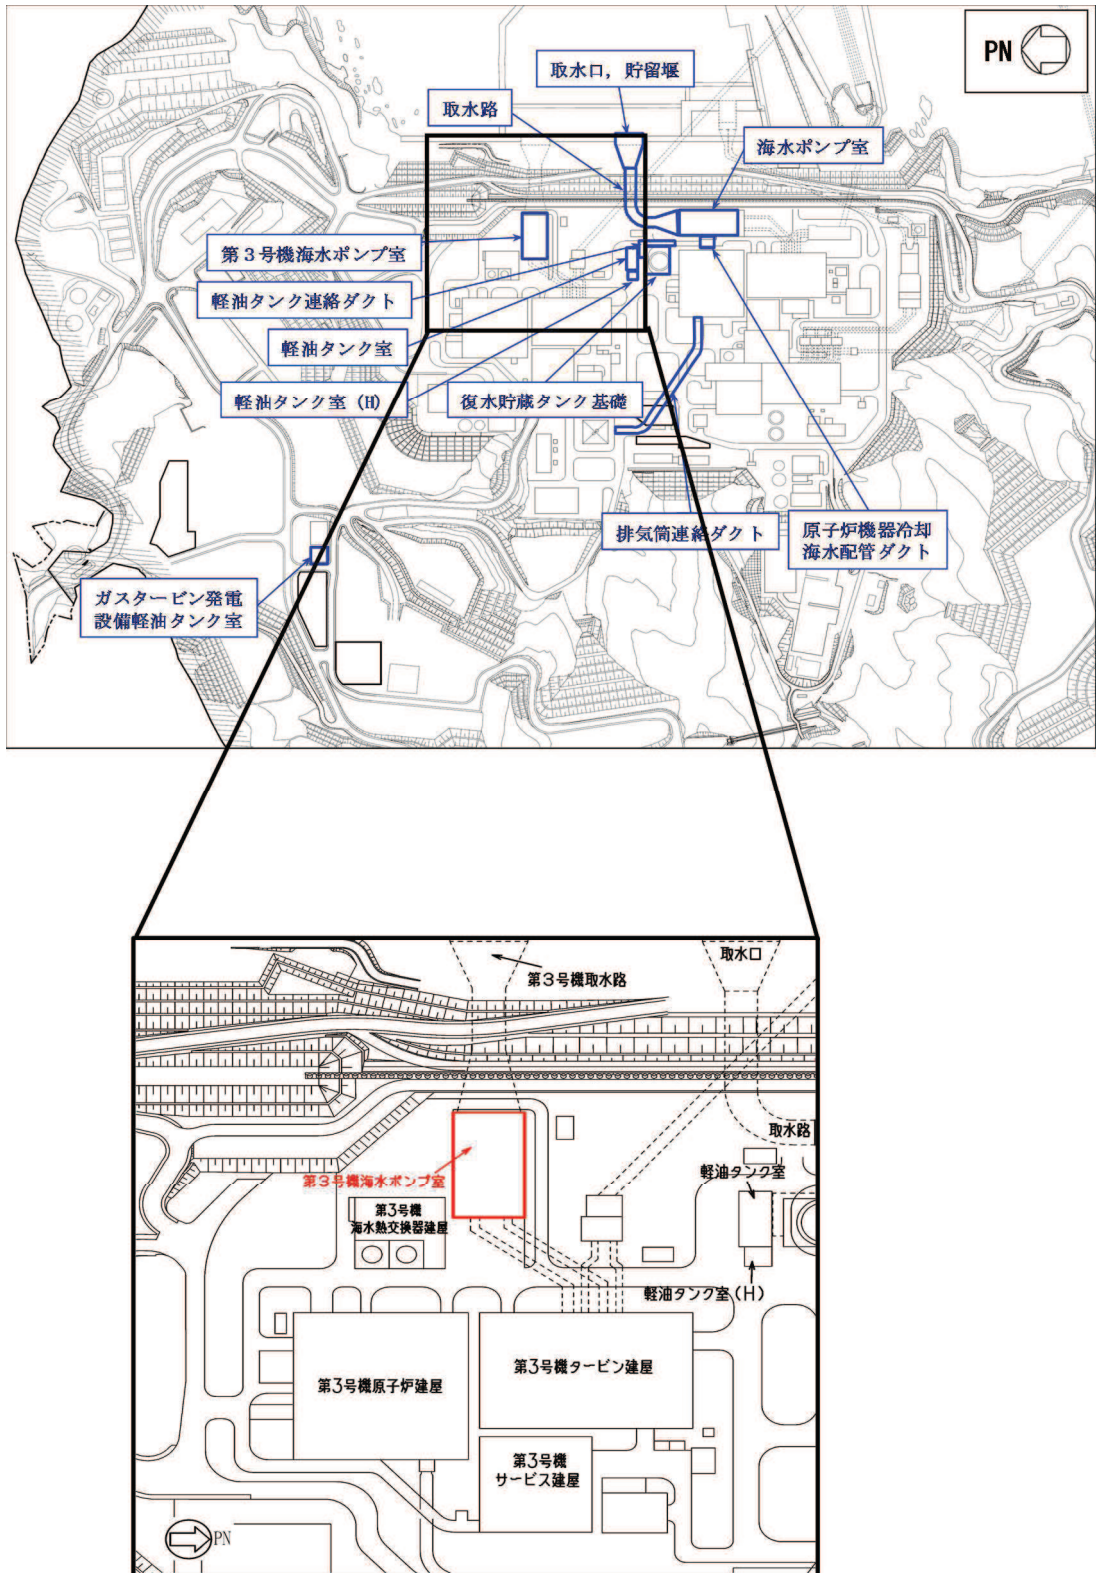 PN
取水口，貯留堰
取水路
海水ポンプ室
第３号機海水ポンプ室
軽油タンク連絡ダクト
軽油タンク室
軽油タンク室（H）
復水貯蔵タンク基礎
排気筒連絡ダクト
原子炉機器冷却
海水配管ダクト
ガスタービン発電
設備軽油タンク室
取水口
第3号機取水路
取水路
軽油タンク室
第３号機海水ポンプ室
第3号機
海水熱交換器建屋
軽油タンク室(H)
第3号機タービン建屋
第3号機原子炉建屋
第3号機
サービス建屋
PN